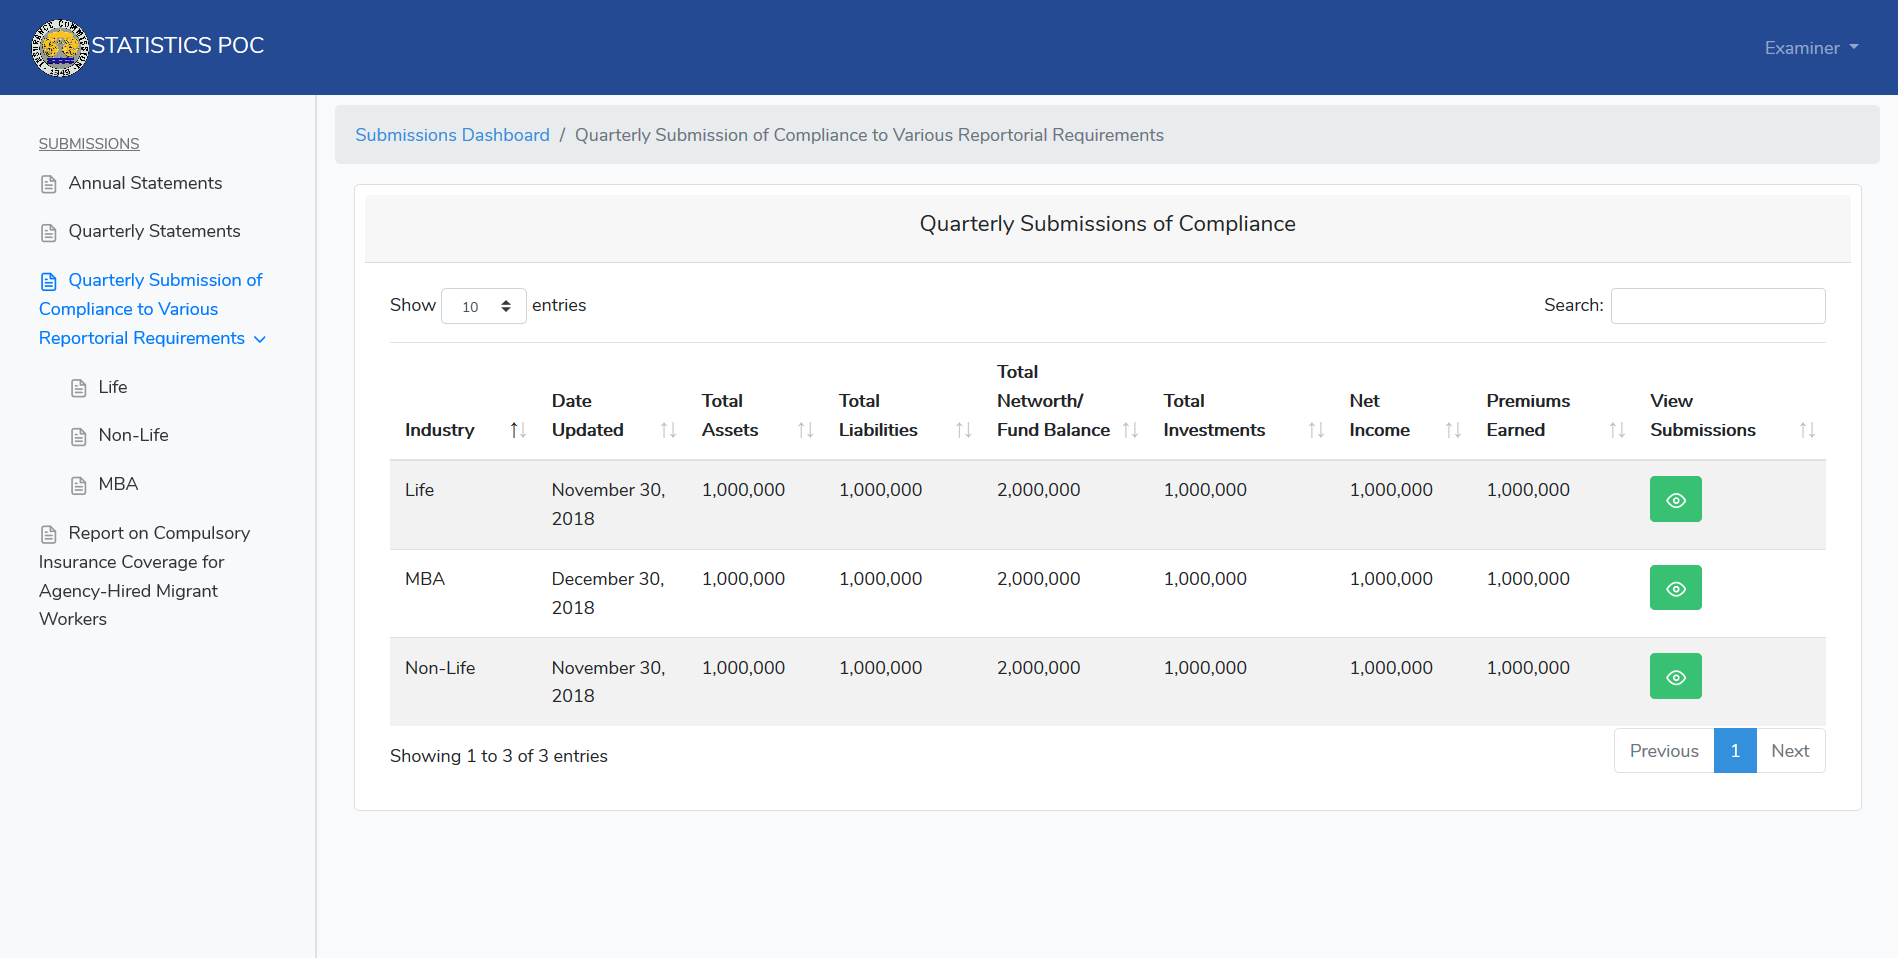 STATISTICS POC
Examiner
SUBMISSIONS
Annual Statements
Quarterly Statements
Quarterly Submission of
Compliance to Various
Reportorial Requirements
Life
Non-Life
MBA
Report on Compulsory
Insurance Coverage for
Agency-Hired Migrant
Workers
Submissions Dashboard / Quarterly Submission of Compliance to Various Reportorial Requirements
Quarterly Submissions of Compliance
Show 10 entries
Search:
Industry Date Updated Total Assets Total Liabilities Total Networth/ Fund Balance Total Investments Net Income Premiums Earned View Submissions
Life November 30, 2018 1,000,000 1,000,000 2,000,000 1,000,000 1,000,000 1,000,000
MBA December 30, 2018 1,000,000 1,000,000 2,000,000 1,000,000 1,000,000 1,000,000
Non-Life November 30, 2018 1,000,000 1,000,000 2,000,000 1,000,000 1,000,000 1,000,000
Showing 1 to 3 of 3 entries
Previous 1 Next